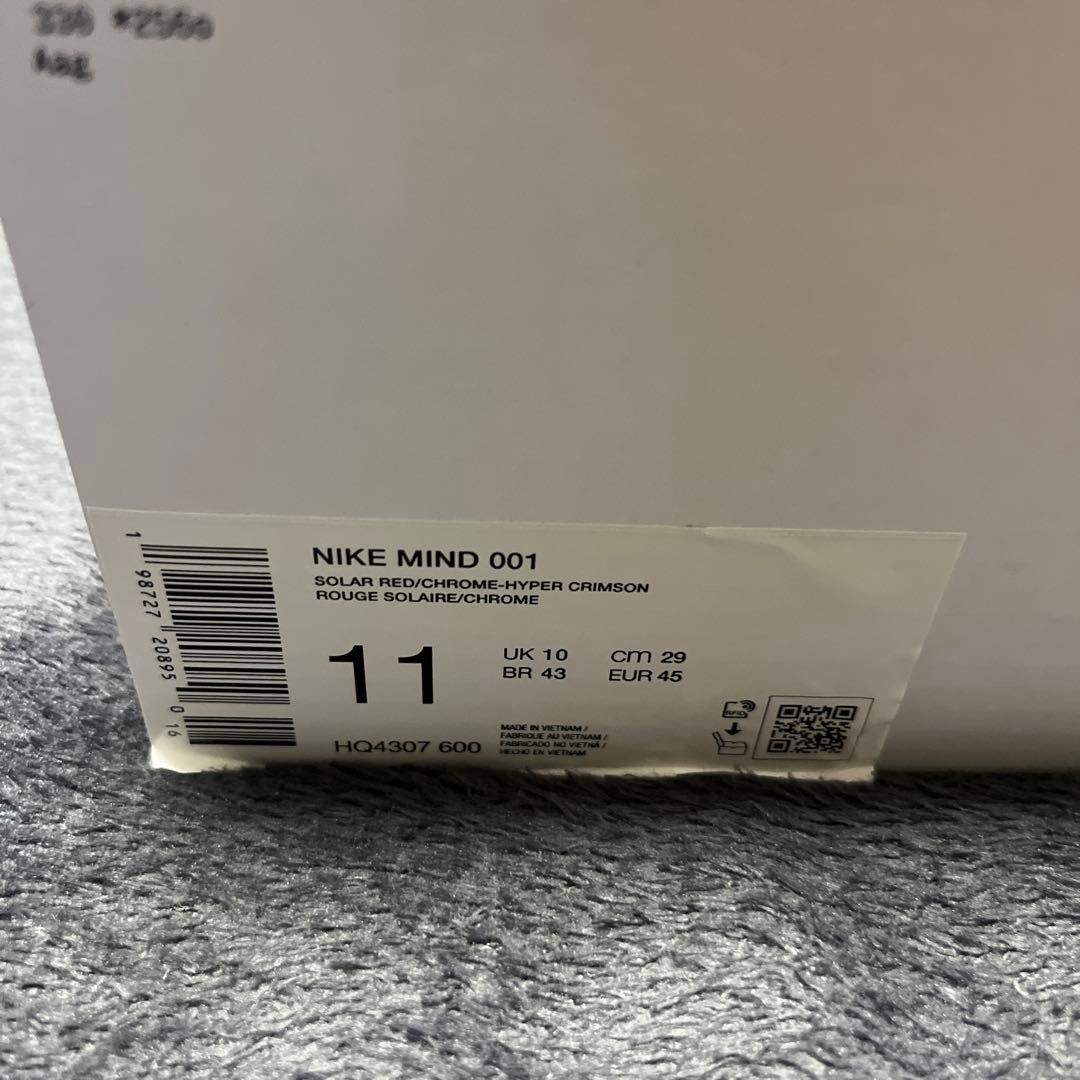 NIKE MIND 001
SOLAR RED/CHROME-HYPER CRIMSON
ROUGE SOLAIRE/CHROME
11
UK 10 cm 29
BR 43 EUR 45
HQ4307 600
MADE IN VIETNAM /
FABRIQUE AU VIETNAM /
FABRICADO NO VIETNÃ /
HECHO EN VIETNAM
RFID
1 98727 20895 0 16